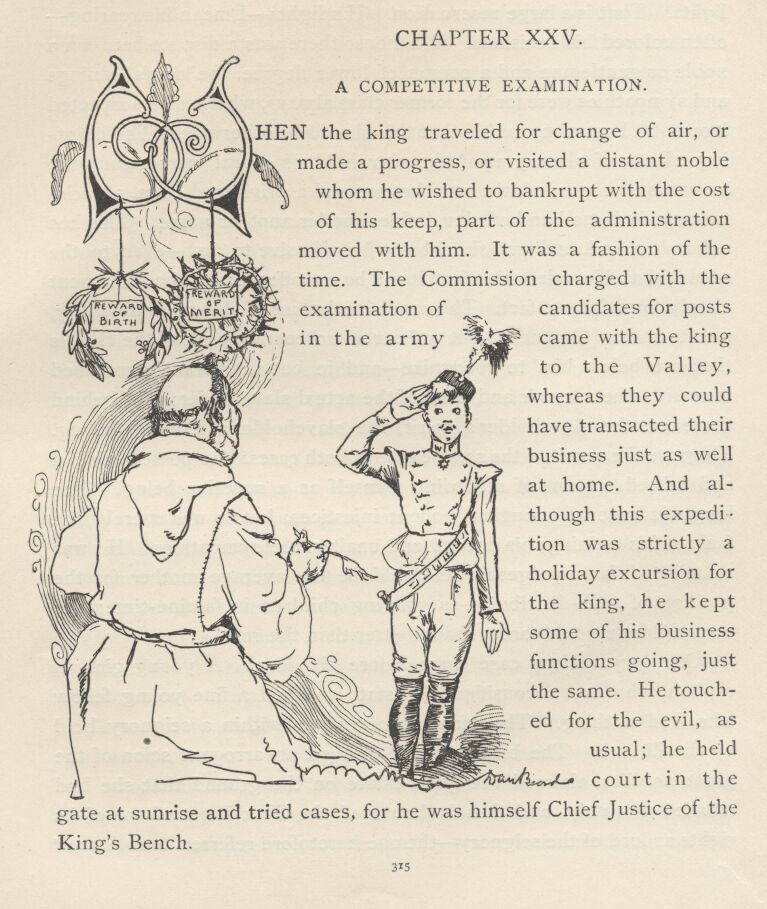 CHAPTER XXV.
A COMPETITIVE EXAMINATION.
WHEN the king traveled for change of air, or
made a progress, or visited a distant noble
whom he wished to bankrupt with the cost
of his keep, part of the administration
moved with him. It was a fashion of the
time. The Commission charged with the
examination of candidates for posts
in the army came with the king
to the Valley,
whereas they could
have transacted their
business just as well
at home. And al-
though this expedi-
tion was strictly a
holiday excursion for
the king, he kept
some of his business
functions going, just
the same. He touch-
ed for the evil, as
usual; he held
court in the
gate at sunrise and tried cases, for he was himself Chief Justice of the
King's Bench.
REWARD
OF
BIRTH
REWARD
OF
MERIT
Dan Beard
315